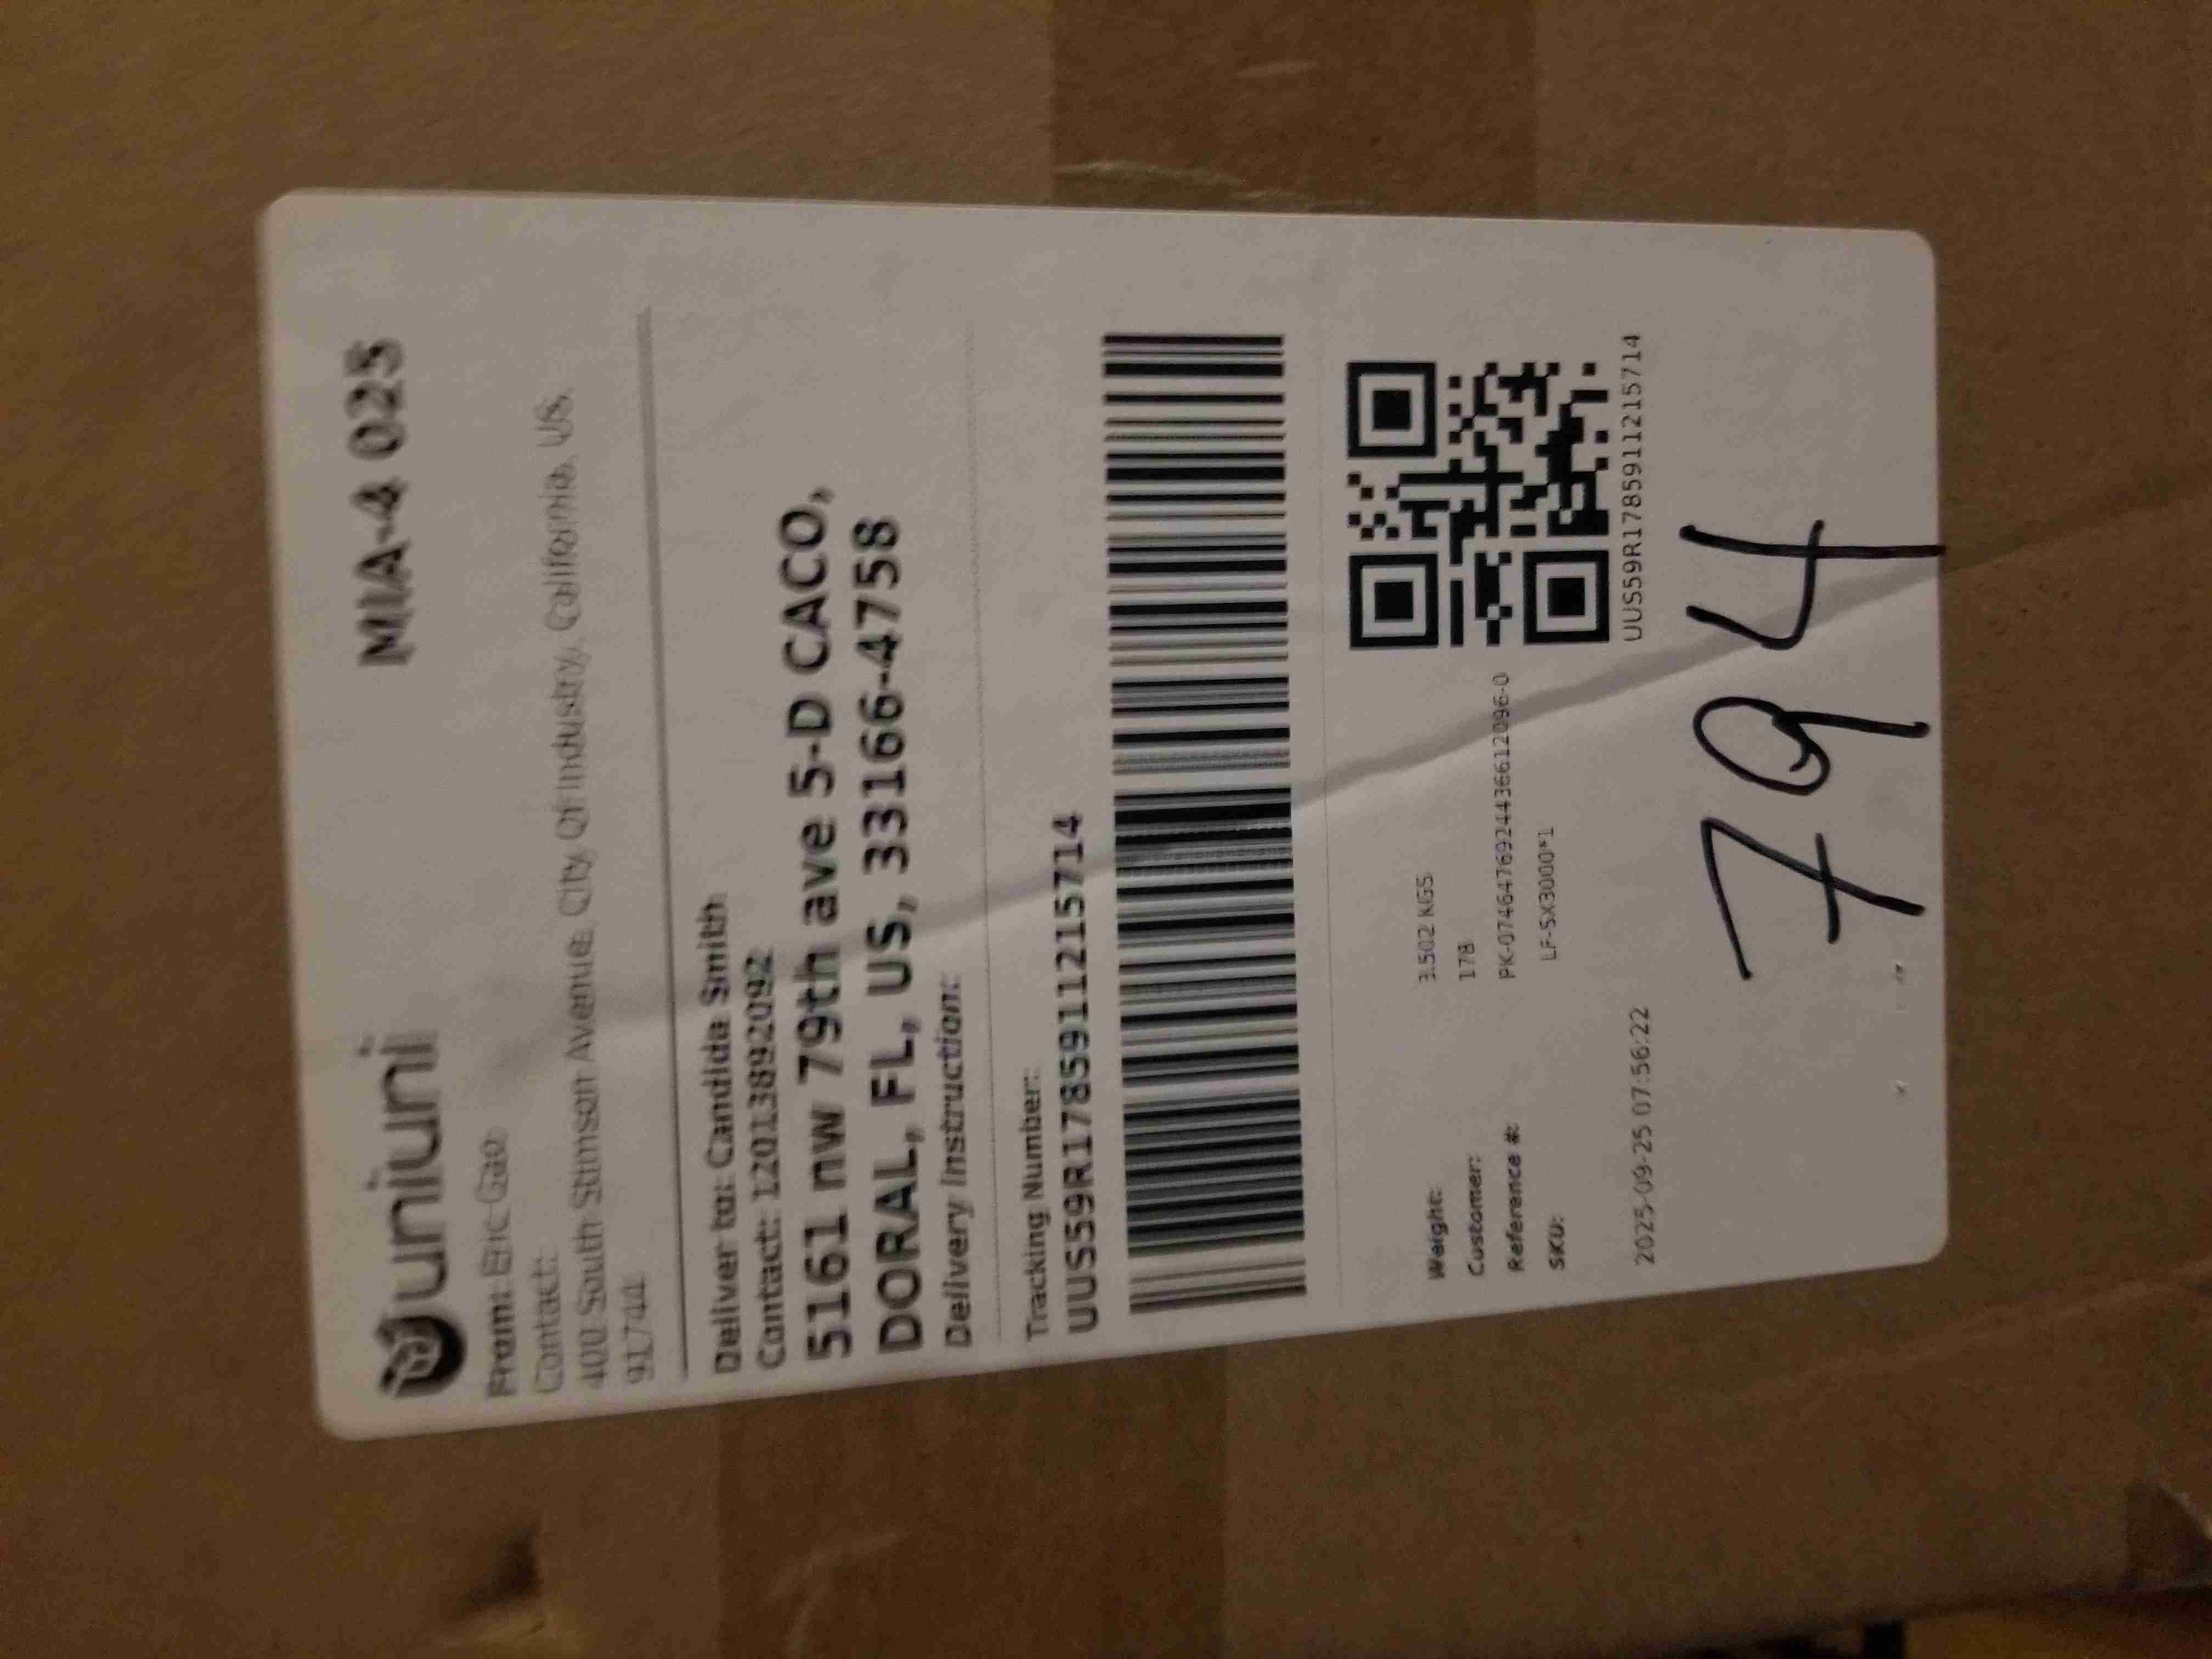 uniuni
MIA-4 025
From: Eric Gao
Contact:
400 South Stimson Avenue, City Of Industry, California, US,
91744
Deliver to: Candida Smith
Contact: 12013892092
5161 nw 79th ave 5-D CACO,
DORAL, FL, US, 33166-4758
Delivery Instruction:
Tracking Number:
UUS59R1785911215714
Weight: 3.502 KGS
Customer: 178
Reference #: PK-07464769244366612096-0
SKU: LF-SX3000*1
UUS59R1785911215714
2025-09-25 07:56:22
794